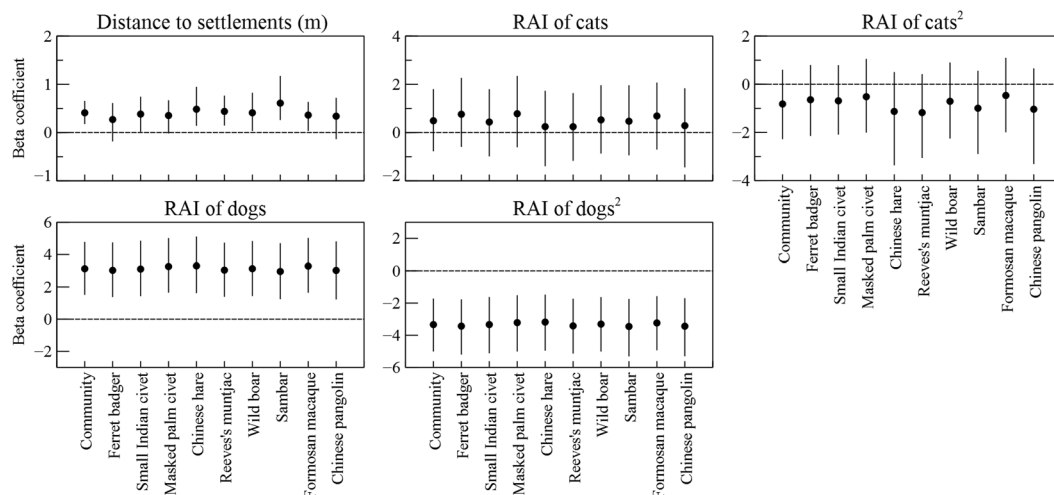 Distance to settlements (m)
RAI of cats
RAI of cats²
Beta coefficient
1
0
−1
4
2
0
−2
2
0
−2
−4
Community
Ferret badger
Small Indian civet
Masked palm civet
Chinese hare
Reeves's muntjac
Wild boar
Sambar
Formosan macaque
Chinese pangolin
RAI of dogs
RAI of dogs²
Beta coefficient
6
4
2
0
−2
2
0
−2
−4
−6
Community
Ferret badger
Small Indian civet
Masked palm civet
Chinese hare
Reeves's muntjac
Wild boar
Sambar
Formosan macaque
Chinese pangolin
Community
Ferret badger
Small Indian civet
Masked palm civet
Chinese hare
Reeves's muntjac
Wild boar
Sambar
Formosan macaque
Chinese pangolin